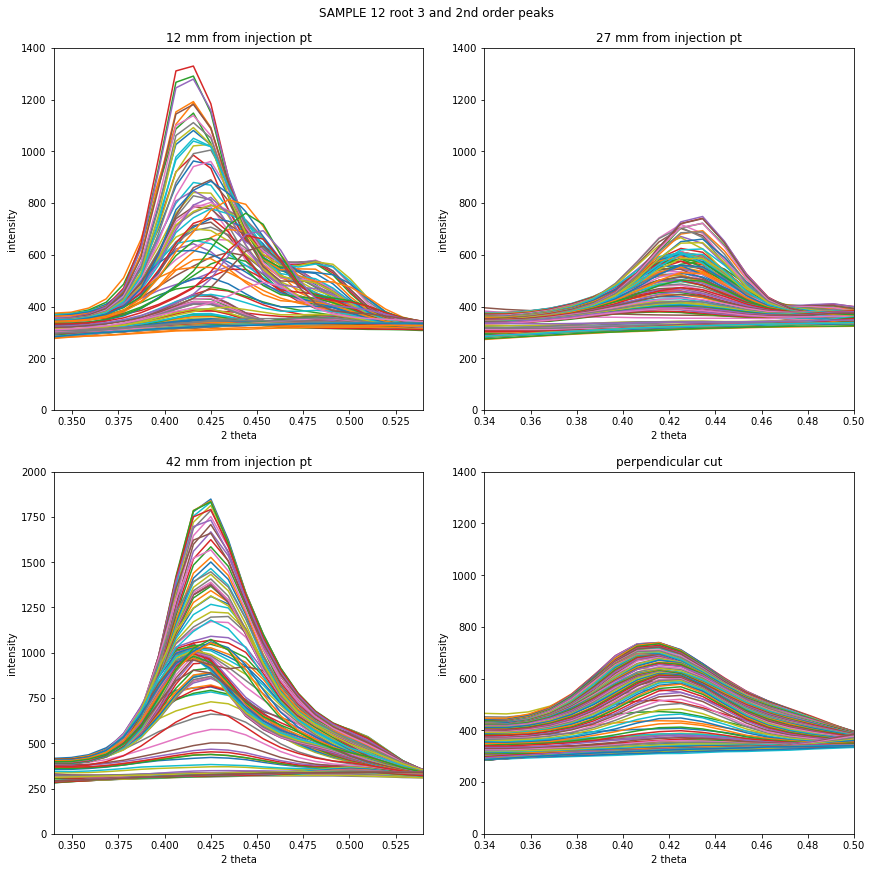 SAMPLE 12 root 3 and 2nd order peaks
12 mm from injection pt
1400
1200
1000
800
600
400
200
0
intensity
0.350 0.375 0.400 0.425 0.450 0.475 0.500 0.525
2 theta
27 mm from injection pt
1400
1200
1000
800
600
400
200
0
intensity
0.34 0.36 0.38 0.40 0.42 0.44 0.46 0.48 0.50
2 theta
42 mm from injection pt
2000
1750
1500
1250
1000
750
500
250
0
intensity
0.350 0.375 0.400 0.425 0.450 0.475 0.500 0.525
2 theta
perpendicular cut
1400
1200
1000
800
600
400
200
0
intensity
0.34 0.36 0.38 0.40 0.42 0.44 0.46 0.48 0.50
2 theta